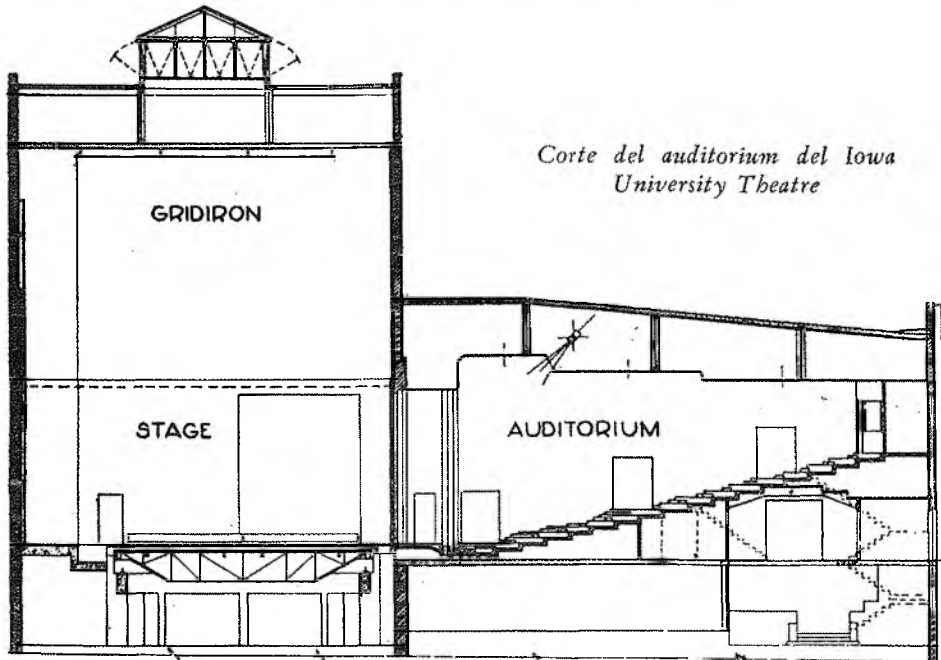 Corte del auditorium del Iowa
University Theatre
GRIDIRON
STAGE
AUDITORIUM